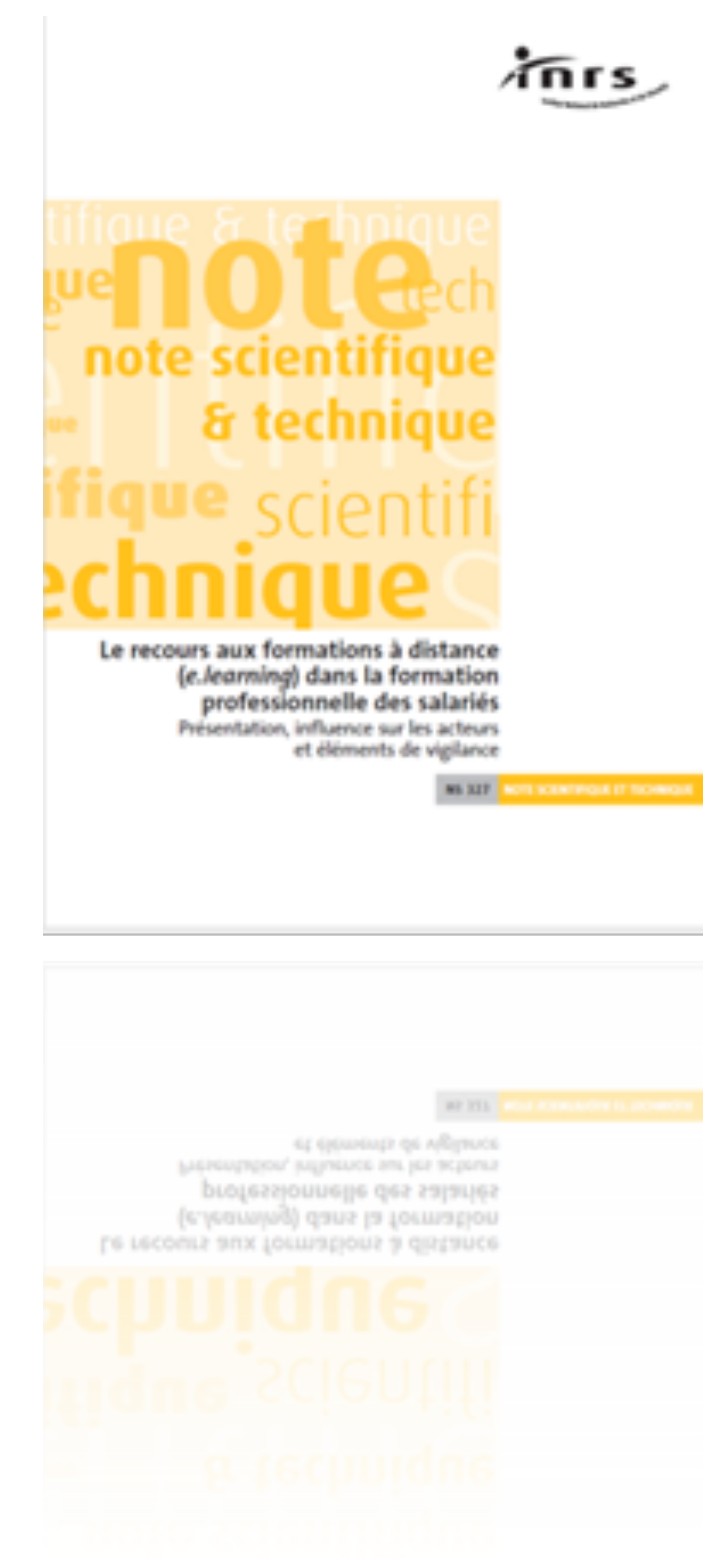 inrs
tifique & technique
que note tech
note scientifique
& technique
que
ifique scientifi
echnique
Le recours aux formations à distance
(e.learning) dans la formation
professionnelle des salariés
Présentation, influence sur les acteurs
et éléments de vigilance
NS 327 NOTE SCIENTIFIQUE ET TECHNIQUE